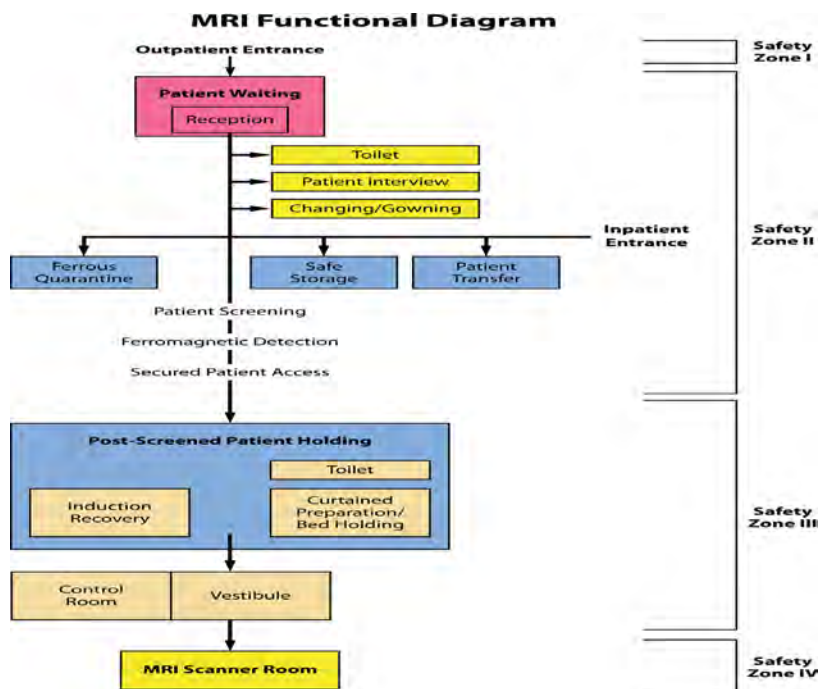 MRI Functional Diagram
Outpatient Entrance
Safety
Zone I
Patient Waiting
Reception
Toilet
Patient interview
Changing/Gowning
Inpatient
Entrance
Safety
Zone II
Ferrous
Quarantine
Safe
Storage
Patient
Transfer
Patient Screening
Ferromagnetic Detection
Secured Patient Access
Post-Screened Patient Holding
Toilet
Induction
Recovery
Curtained
Preparation/
Bed Holding
Safety
Zone III
Control
Room
Vestibule
MRI Scanner Room
Safety
Zone IV